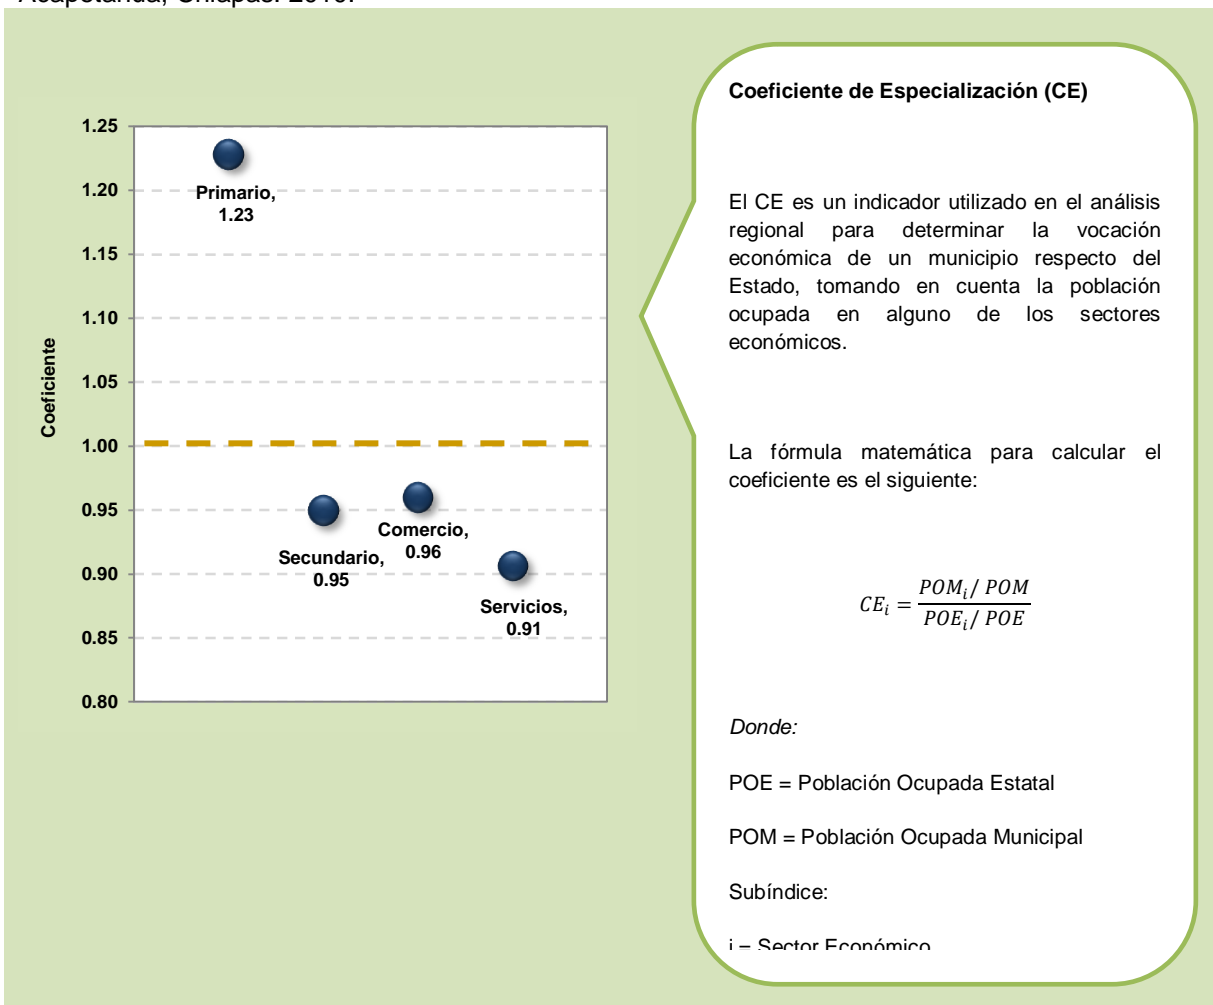 Acapetahua, Chiapas. 2010.
1.25
1.20
1.15
1.10
1.05
1.00
0.95
0.90
0.85
0.80
Coeficiente
Primario,
1.23
Secundario,
0.95
Comercio,
0.96
Servicios,
0.91
Coeficiente de Especialización (CE)
El CE es un indicador utilizado en el análisis
regional para determinar la vocación
económica de un municipio respecto del
Estado, tomando en cuenta la población
ocupada en alguno de los sectores
económicos.
La fórmula matemática para calcular el
coeficiente es el siguiente:
CE_i = (POM_i / POM) / (POE_i / POE)
Donde:
POE = Población Ocupada Estatal
POM = Población Ocupada Municipal
Subíndice:
i = Sector Económico